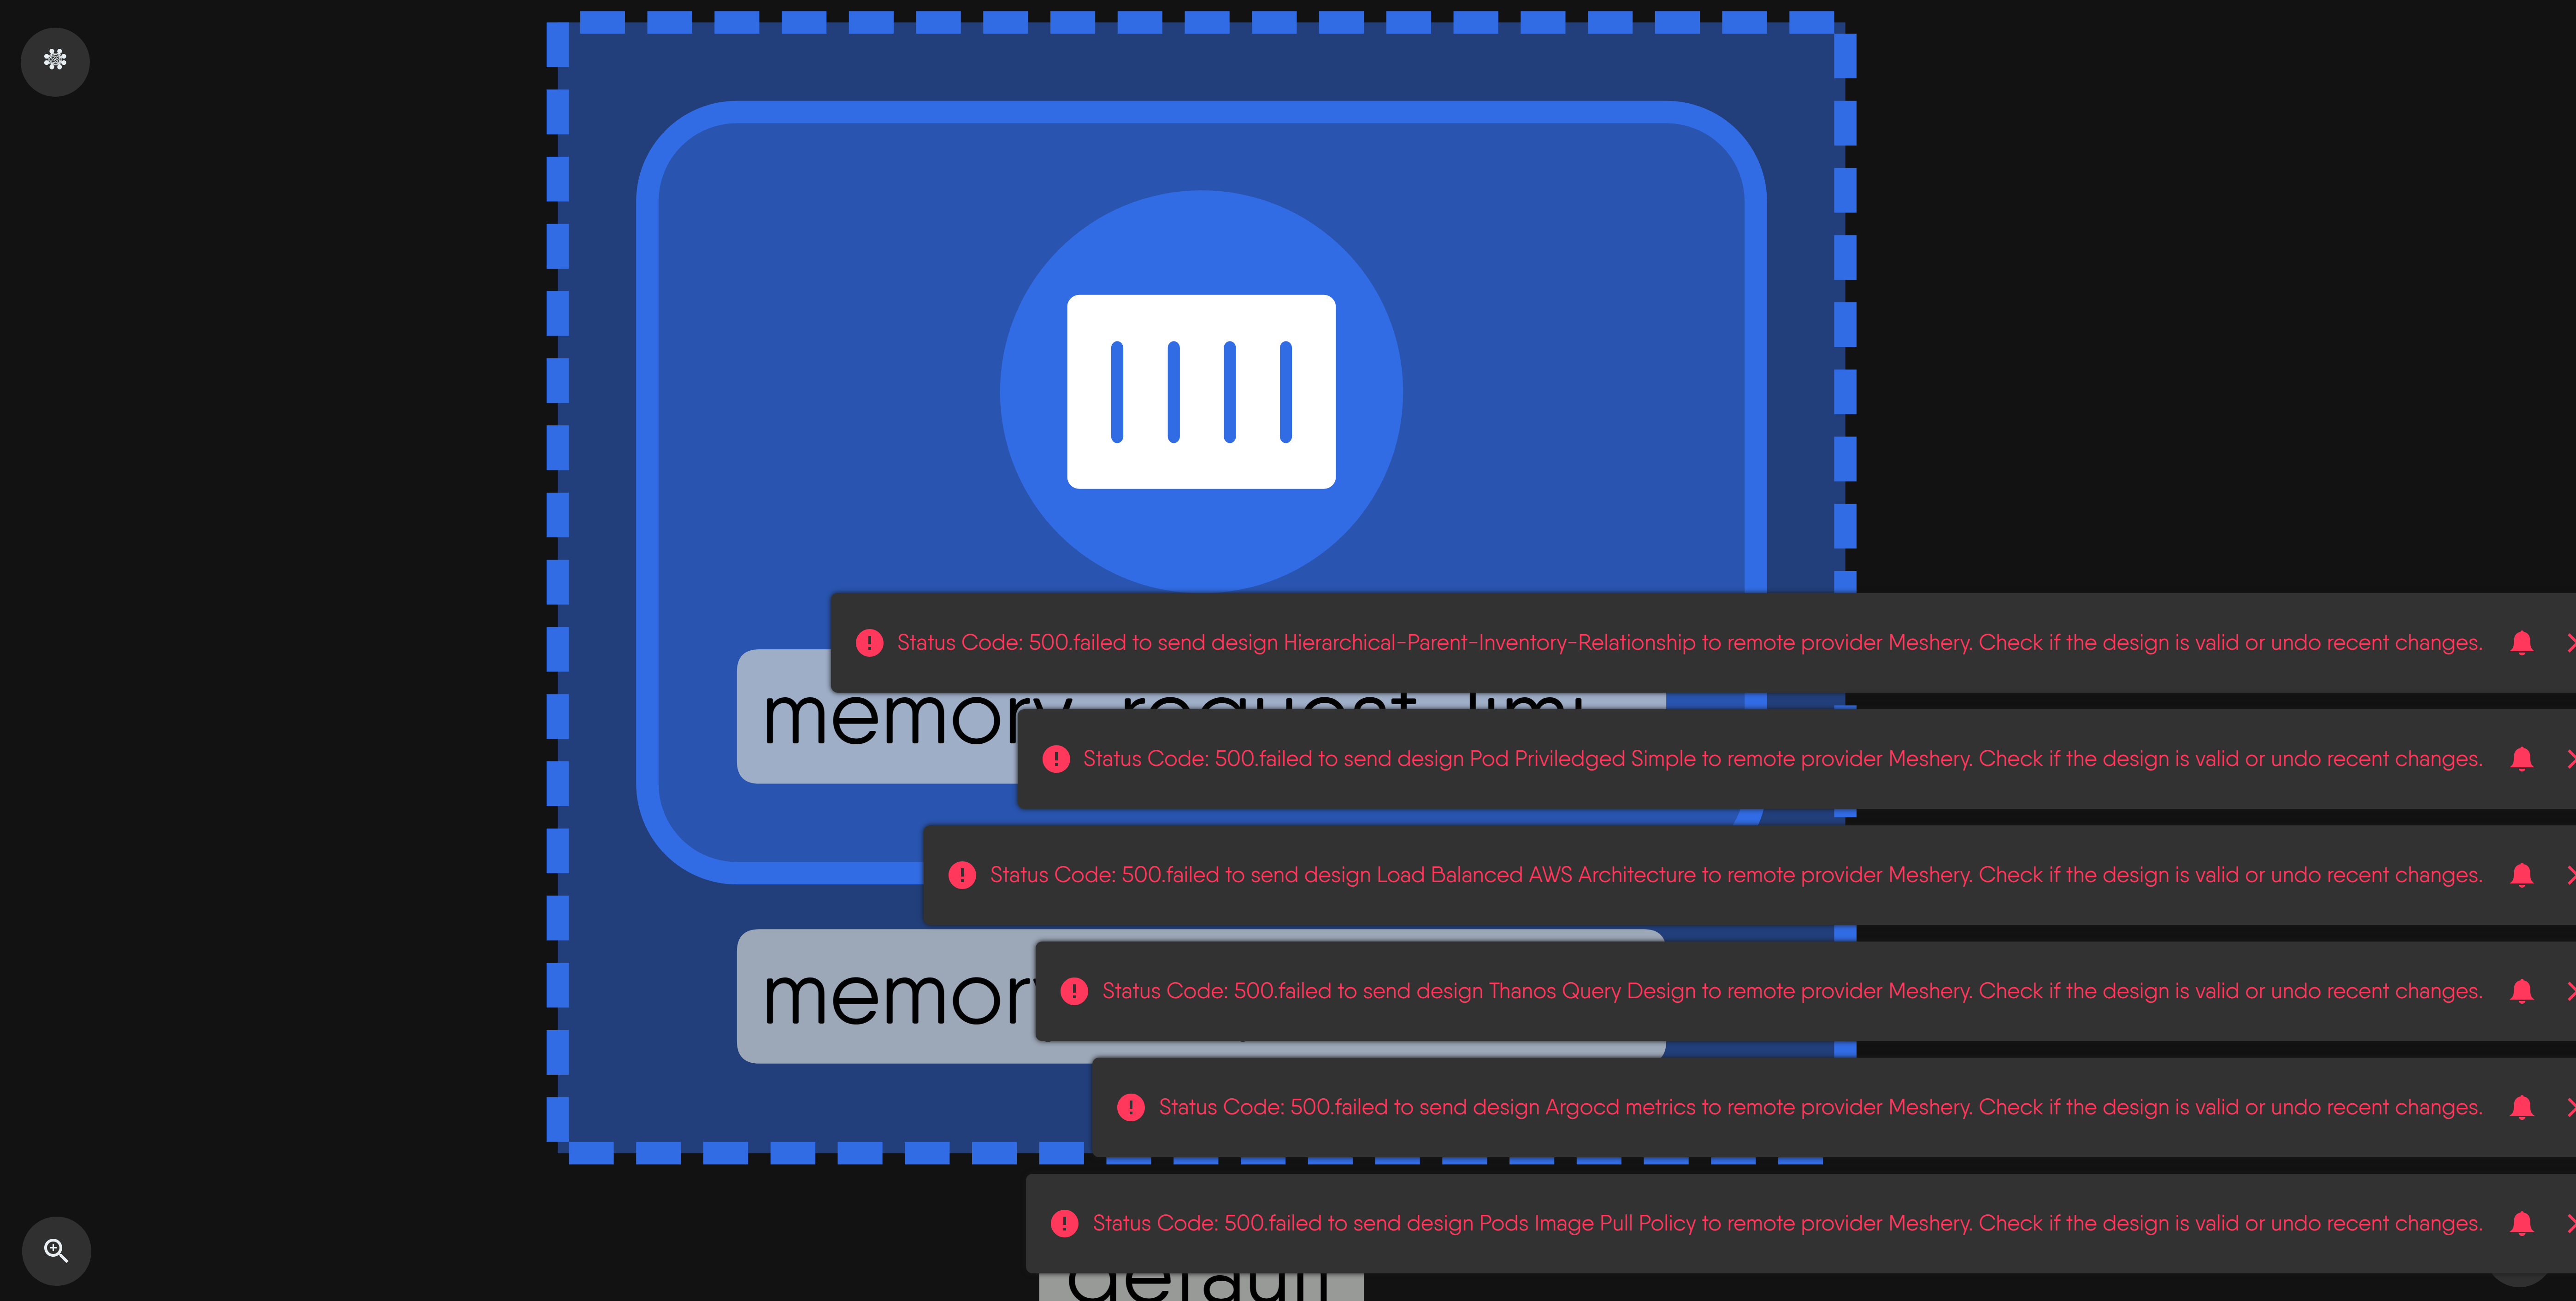 Status Code: 500.failed to send design Hierarchical-Parent-Inventory-Relationship to remote provider Meshery. Check if the design is valid or undo recent changes.
memory request limi
Status Code: 500.failed to send design Pod Priviledged Simple to remote provider Meshery. Check if the design is valid or undo recent changes.
Status Code: 500.failed to send design Load Balanced AWS Architecture to remote provider Meshery. Check if the design is valid or undo recent changes.
memor
Status Code: 500.failed to send design Thanos Query Design to remote provider Meshery. Check if the design is valid or undo recent changes.
Status Code: 500.failed to send design Argocd metrics to remote provider Meshery. Check if the design is valid or undo recent changes.
Status Code: 500.failed to send design Pods Image Pull Policy to remote provider Meshery. Check if the design is valid or undo recent changes.
default